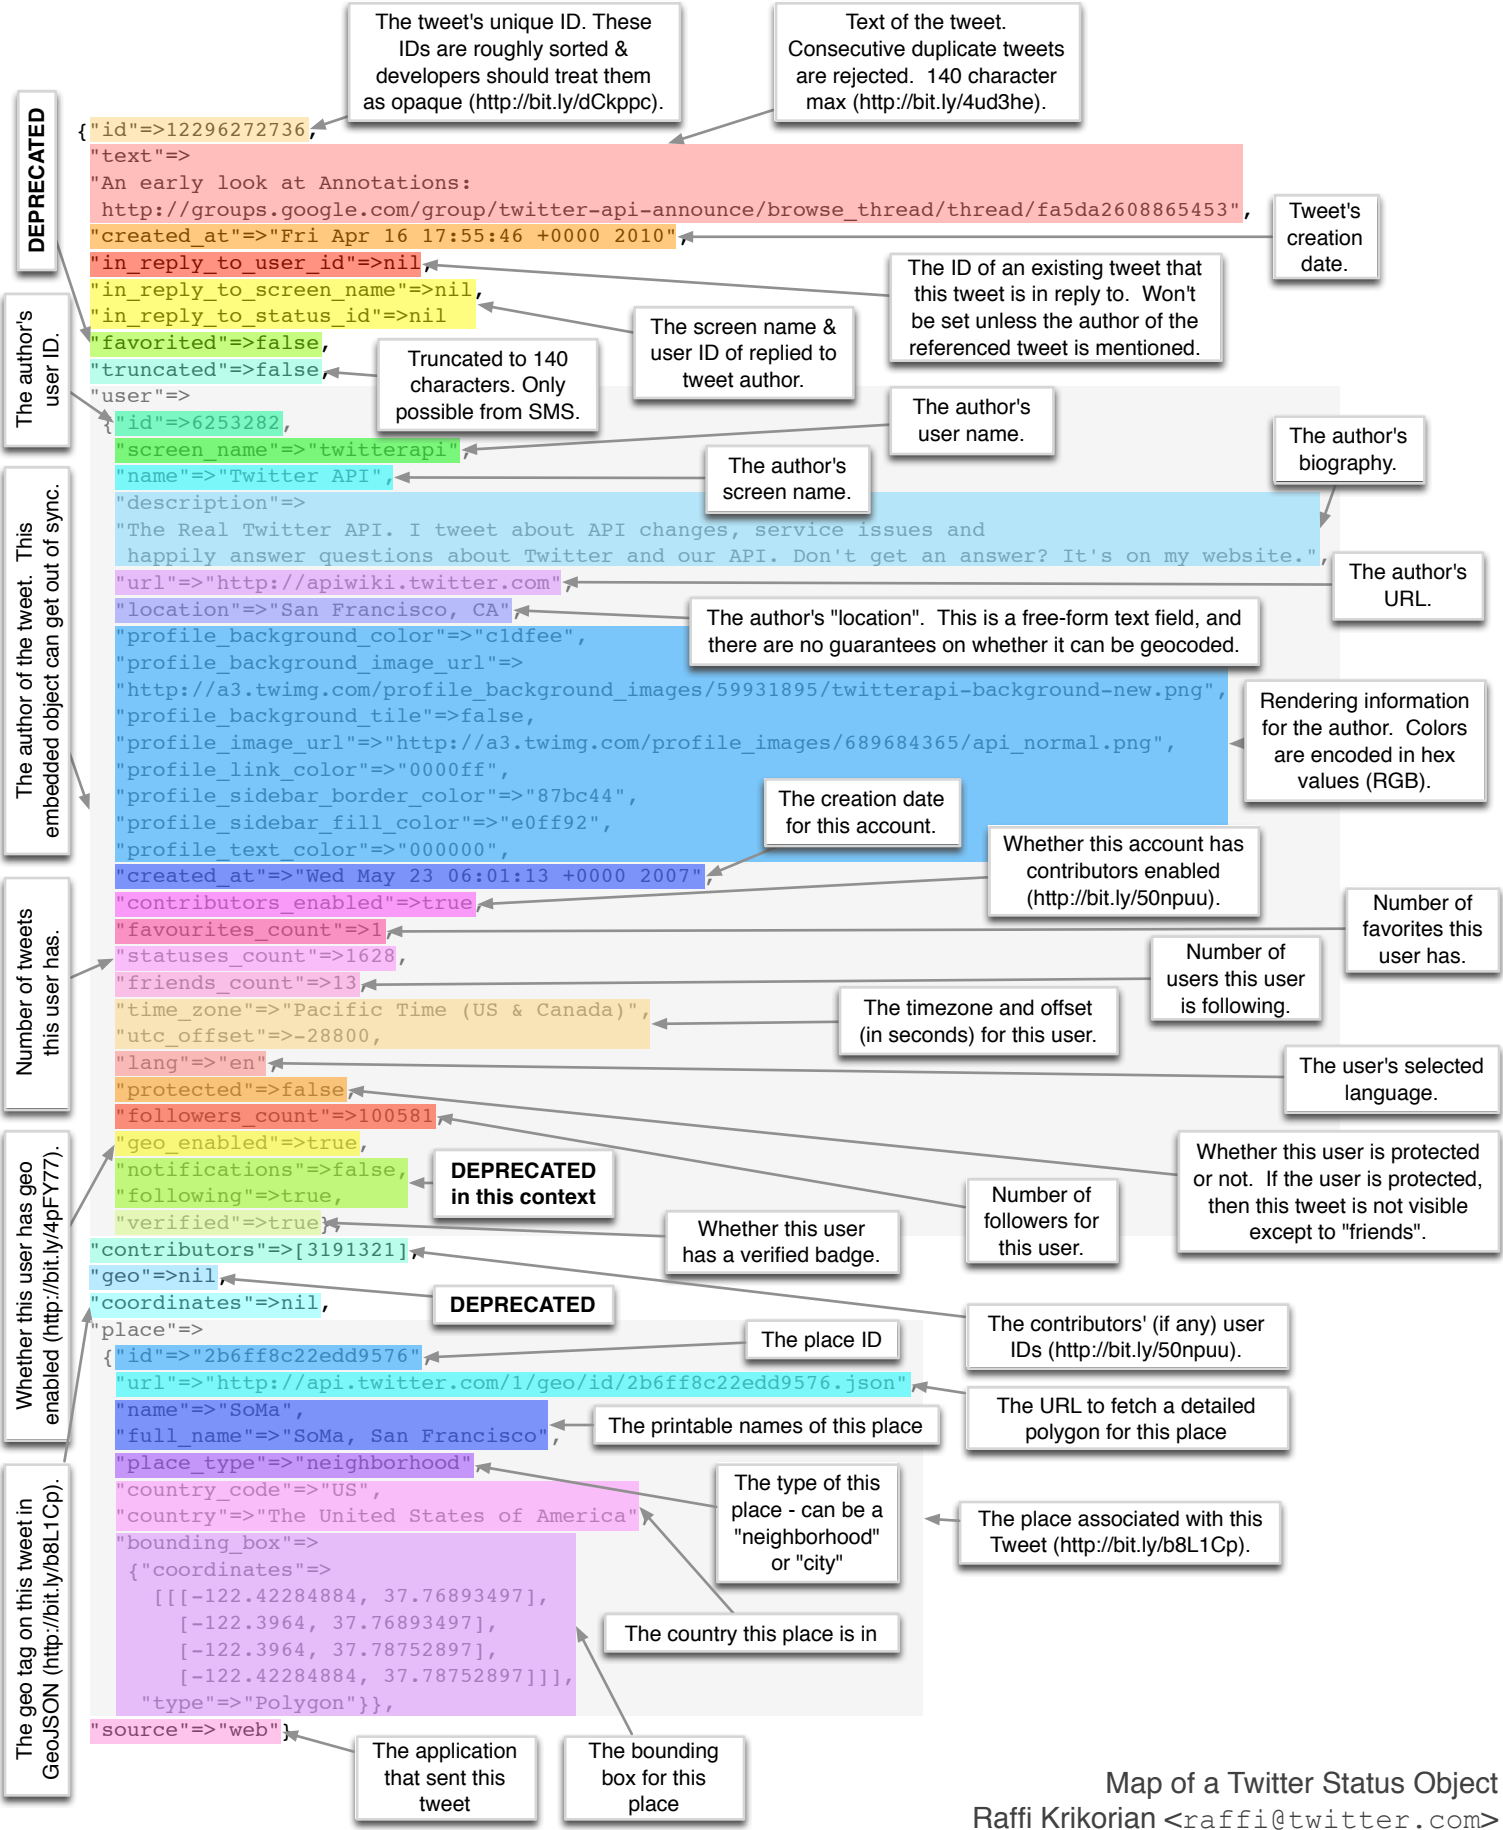 The tweet's unique ID. These
IDs are roughly sorted &
developers should treat them
as opaque (http://bit.ly/dCkppc).
Text of the tweet.
Consecutive duplicate tweets
are rejected. 140 character
max (http://bit.ly/4ud3he).
DEPRECATED
{"id"=>12296272736,
"text"=>
"An early look at Annotations:
http://groups.google.com/group/twitter-api-announce/browse_thread/thread/fa5da2608865453",
Tweet's
creation
date.
"created_at"=>"Fri Apr 16 17:55:46 +0000 2010",
"in_reply_to_user_id"=>nil,
The ID of an existing tweet that
this tweet is in reply to. Won't
be set unless the author of the
referenced tweet is mentioned.
"in_reply_to_screen_name"=>nil,
"in_reply_to_status_id"=>nil
The screen name &
user ID of replied to
tweet author.
The author's
user ID.
"favorited"=>false,
"truncated"=>false,
Truncated to 140
characters. Only
possible from SMS.
"user"=>
{"id"=>6253282,
The author's
user name.
"screen_name"=>"twitterapi",
The author's
screen name.
"name"=>"Twitter API",
The author's
biography.
"description"=>
"The Real Twitter API. I tweet about API changes, service issues and
happily answer questions about Twitter and our API. Don't get an answer? It's on my website.",
The author of the tweet. This
embedded object can get out of sync.
"url"=>"http://apiwiki.twitter.com",
The author's
URL.
"location"=>"San Francisco, CA",
The author's "location". This is a free-form text field, and
there are no guarantees on whether it can be geocoded.
"profile_background_color"=>"c1dfee",
"profile_background_image_url"=>
"http://a3.twimg.com/profile_background_images/59931895/twitterapi-background-new.png",
"profile_background_tile"=>false,
"profile_image_url"=>"http://a3.twimg.com/profile_images/689684365/api_normal.png",
"profile_link_color"=>"0000ff",
"profile_sidebar_border_color"=>"87bc44",
"profile_sidebar_fill_color"=>"e0ff92",
"profile_text_color"=>"000000",
Rendering information
for the author. Colors
are encoded in hex
values (RGB).
The creation date
for this account.
"created_at"=>"Wed May 23 06:01:13 +0000 2007",
Whether this account has
contributors enabled
(http://bit.ly/50npuu).
"contributors_enabled"=>true,
"favourites_count"=>1,
Number of
favorites this
user has.
Number of tweets
this user has.
"statuses_count"=>1628,
"friends_count"=>13,
Number of
users this user
is following.
"time_zone"=>"Pacific Time (US & Canada)",
"utc_offset"=>-28800,
The timezone and offset
(in seconds) for this user.
"lang"=>"en",
The user's selected
language.
"protected"=>false,
"followers_count"=>100581,
"geo_enabled"=>true,
Whether this user has geo
enabled (http://bit.ly/4pFY77).
"notifications"=>false,
"following"=>true,
DEPRECATED
in this context
Whether this user is protected
or not. If the user is protected,
then this tweet is not visible
except to "friends".
Number of
followers for
this user.
"verified"=>true},
Whether this user
has a verified badge.
"contributors"=>[3191321],
"geo"=>nil,
DEPRECATED
"coordinates"=>nil,
The contributors' (if any) user
IDs (http://bit.ly/50npuu).
"place"=>
{"id"=>"2b6ff8c22edd9576",
The place ID
"url"=>"http://api.twitter.com/1/geo/id/2b6ff8c22edd9576.json",
The URL to fetch a detailed
polygon for this place
"name"=>"SoMa",
"full_name"=>"SoMa, San Francisco",
The printable names of this place
"place_type"=>"neighborhood",
The type of this
place - can be a
"neighborhood"
or "city"
"country_code"=>"US",
"country"=>"The United States of America",
The place associated with this
Tweet (http://bit.ly/b8L1Cp).
The geo tag on this tweet in
GeoJSON (http://bit.ly/b8L1Cp).
"bounding_box"=>
{"coordinates"=>
[[[-122.42284884, 37.76893497],
[-122.3964, 37.76893497],
[-122.3964, 37.78752897],
[-122.42284884, 37.78752897]]],
"type"=>"Polygon"}},
The country this place is in
"source"=>"web"}
The application
that sent this
tweet
The bounding
box for this
place
Map of a Twitter Status Object
Raffi Krikorian <raffi@twitter.com>